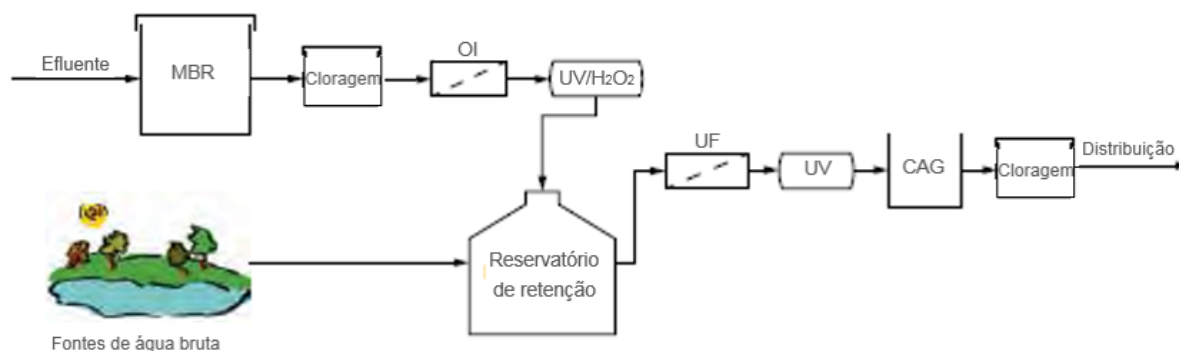 Efluente
MBR
Cloragem
OI
UV/H₂O₂
UF
UV
CAG
Cloragem
Distribuição
Reservatório
de retenção
Fontes de água bruta